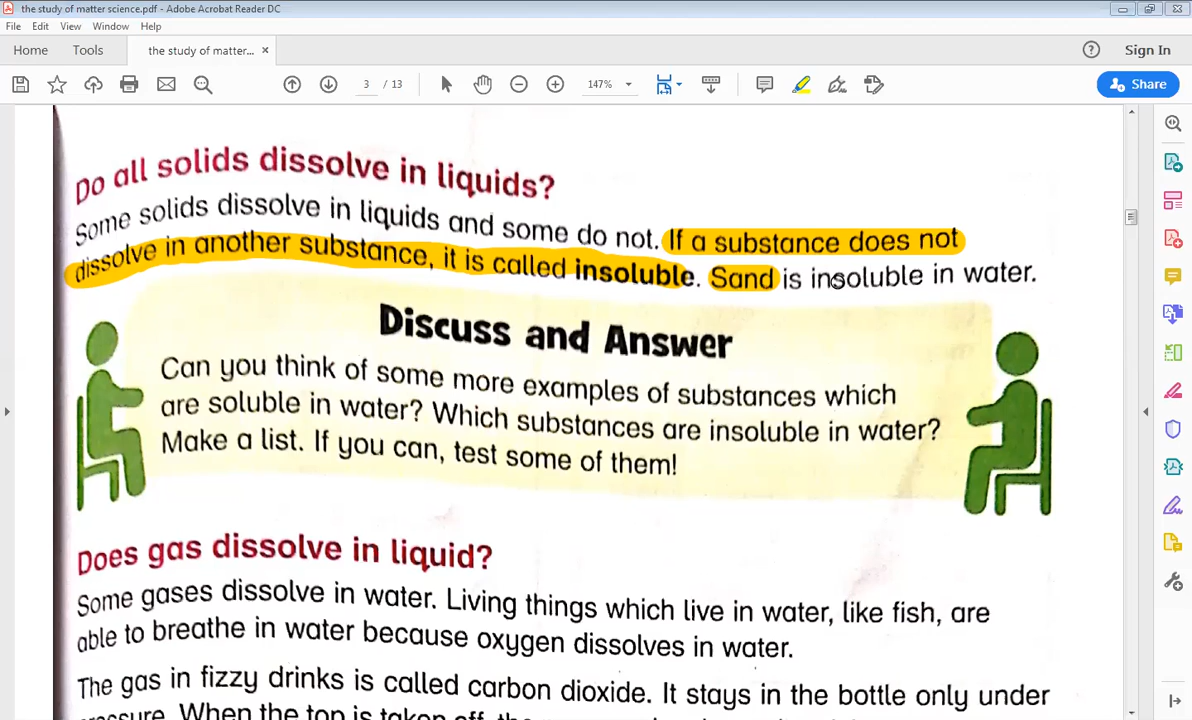 the study of matter science.pdf - Adobe Acrobat Reader DC
File Edit View Window Help
Home Tools the study of matter... × Sign In
3 / 13 147% Share
Do all solids dissolve in liquids?
Some solids dissolve in liquids and some do not. If a substance does not
dissolve in another substance, it is called insoluble. Sand is insoluble in water.
Discuss and Answer
Can you think of some more examples of substances which
are soluble in water? Which substances are insoluble in water?
Make a list. If you can, test some of them!
Does gas dissolve in liquid?
Some gases dissolve in water. Living things which live in water, like fish, are
able to breathe in water because oxygen dissolves in water.
The gas in fizzy drinks is called carbon dioxide. It stays in the bottle only under
When the top is taken off, the